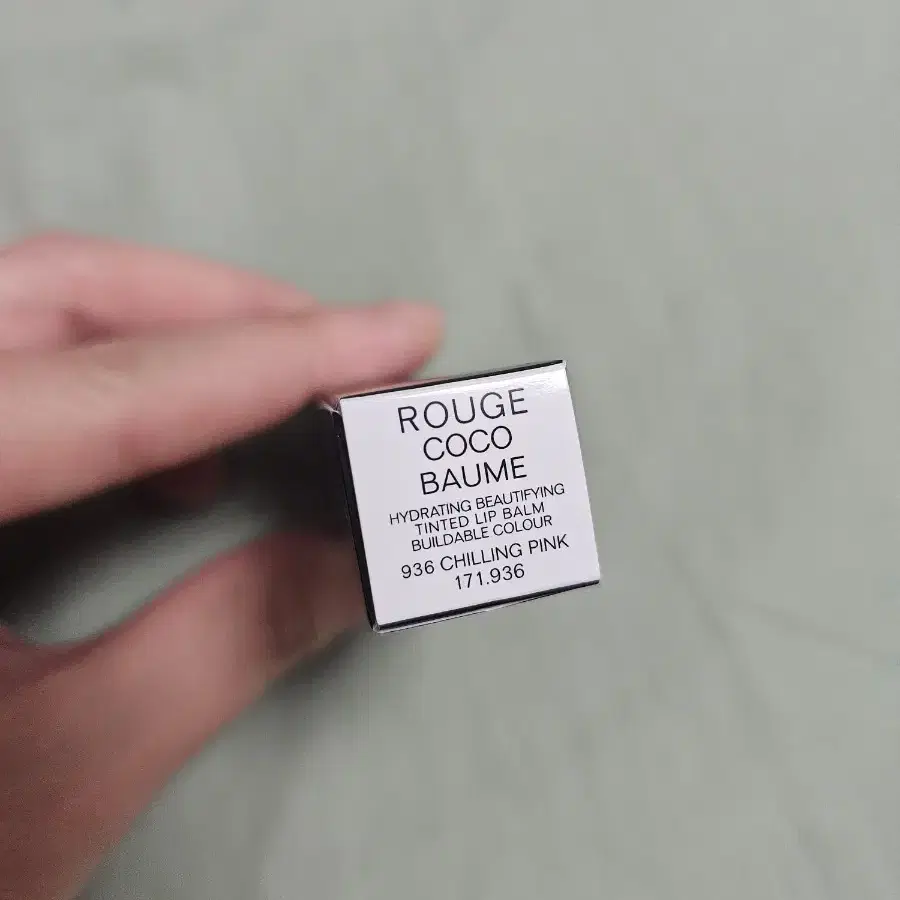 ROUGE
COCO
BAUME
HYDRATING BEAUTIFYING
TINTED LIP BALM
BUILDABLE COLOUR
936 CHILLING PINK
171.936